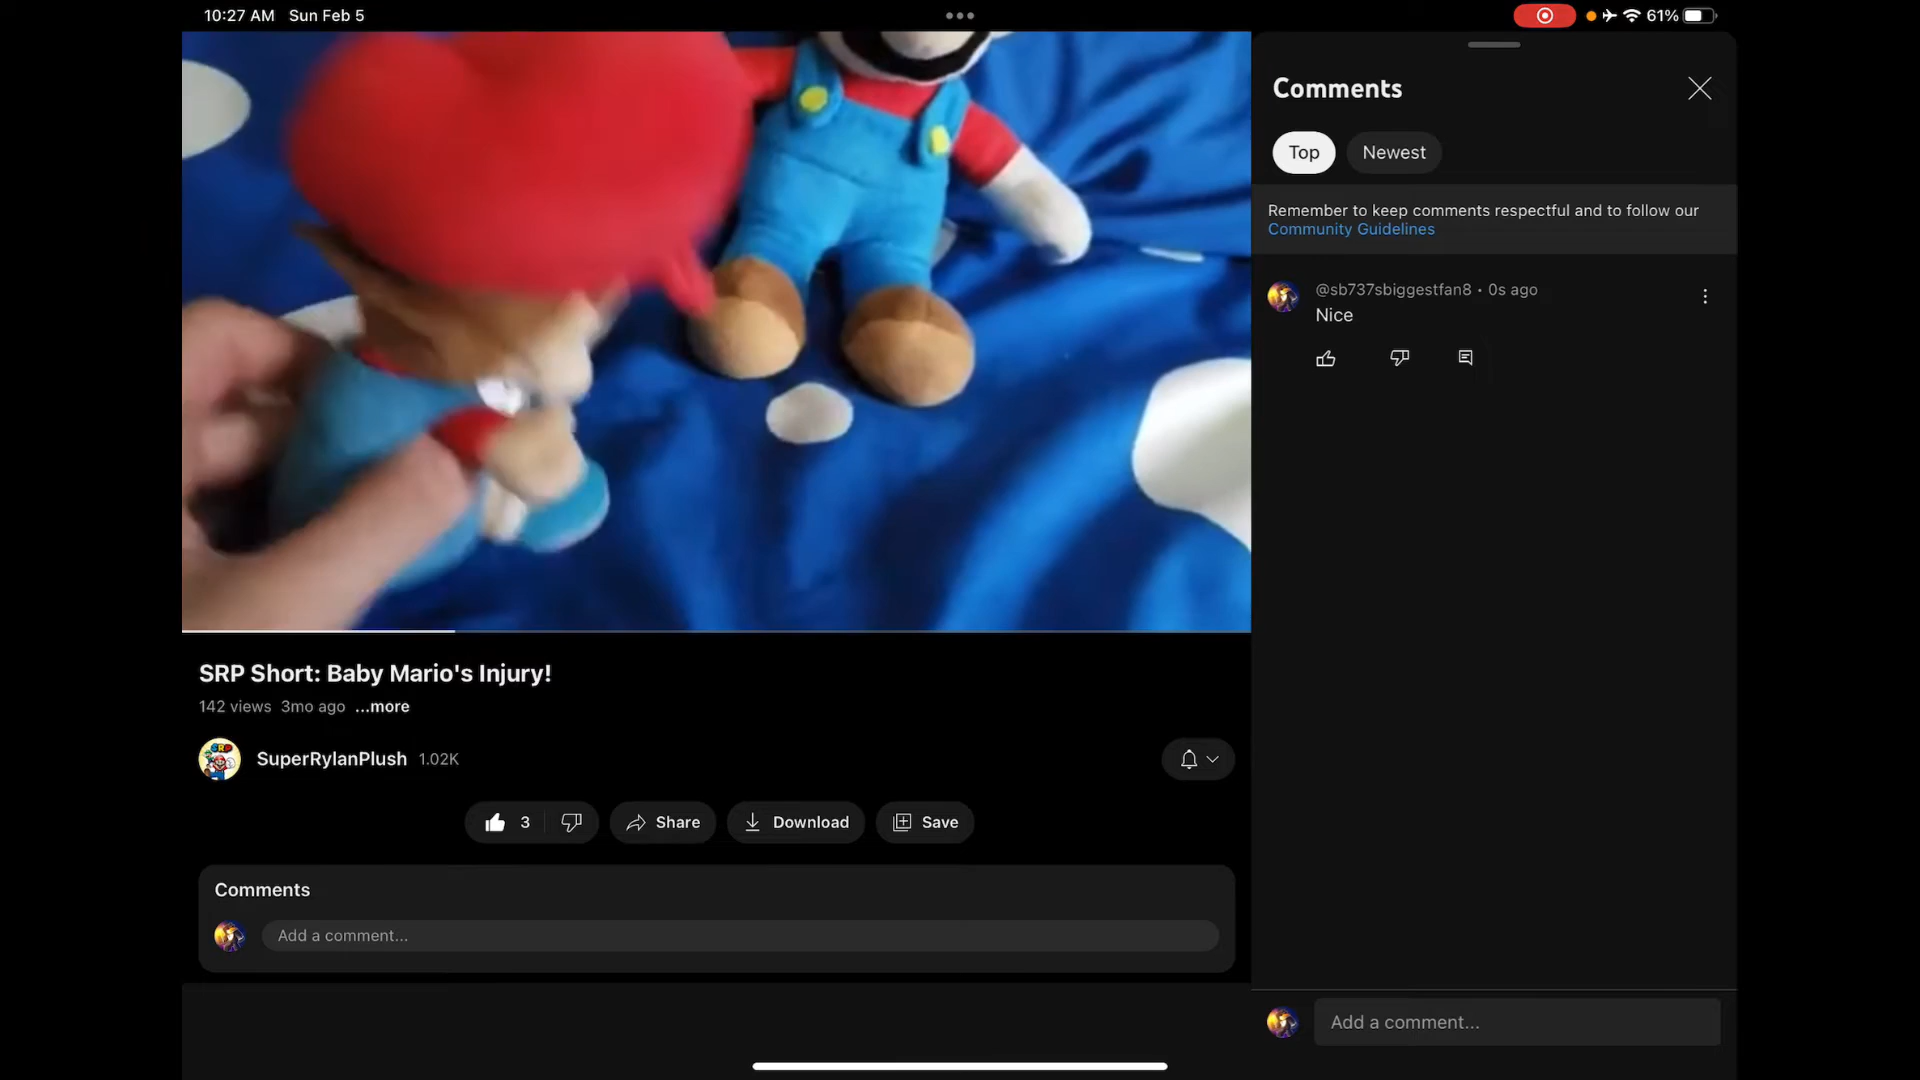 10:27 AM Sun Feb 5
61%
Comments
Top Newest
Remember to keep comments respectful and to follow our
Community Guidelines
@sb737sbiggestfan8 • 0s ago
Nice
SRP Short: Baby Mario's Injury!
142 views 3mo ago ...more
SRP
SuperRylanPlush 1.02K
3 Share Download Save
Comments
Add a comment...
Add a comment...